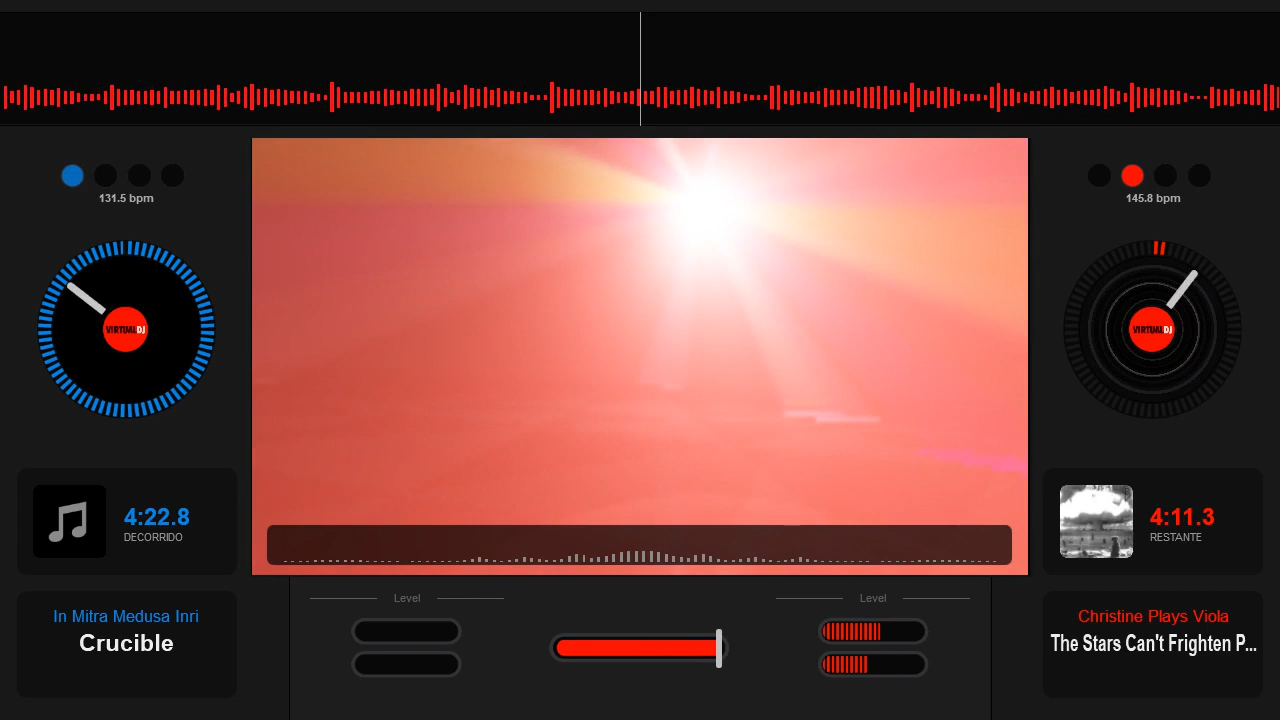 131.5 bpm
145.8 bpm
VIRTUALDJ
VIRTUALDJ
4:22.8
DECORRIDO
4:11.3
RESTANTE
Level
Level
In Mitra Medusa Inri
Crucible
Christine Plays Viola
The Stars Can't Frighten P...